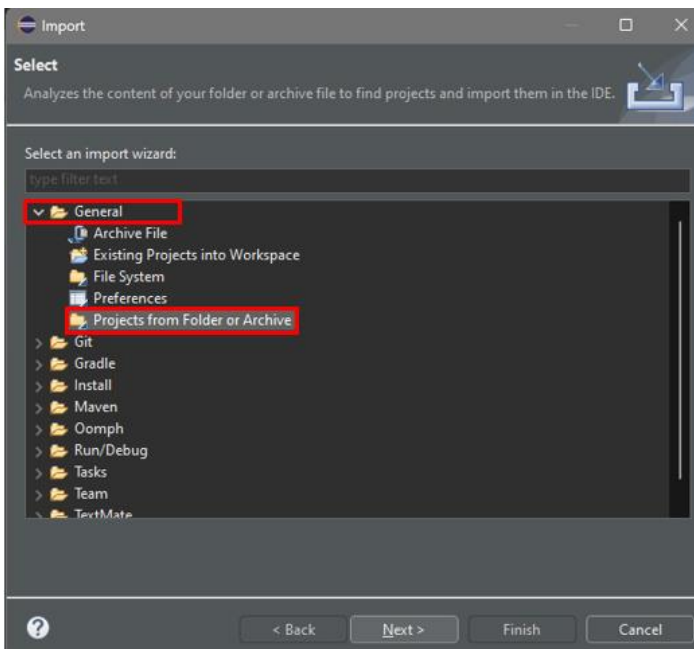 Import
Select
Analyzes the content of your folder or archive file to find projects and import them in the IDE.
Select an import wizard:
type filter text
General
Archive File
Existing Projects into Workspace
File System
Preferences
Projects from Folder or Archive
Git
Gradle
Install
Maven
Oomph
Run/Debug
Tasks
Team
TextMate
?
< Back Next > Finish Cancel